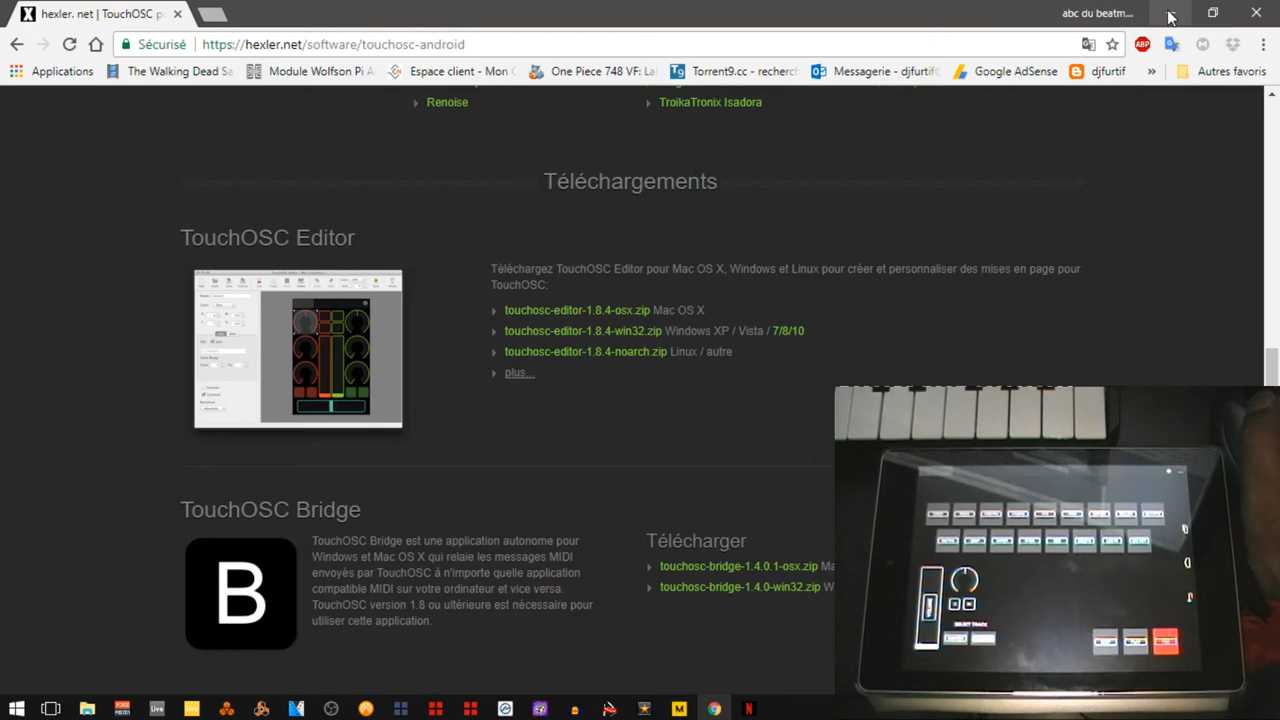 hexler. net | TouchOSC p
abc du beatm...
Sécurisé
https://hexler.net/software/touchosc-android
ABP
Applications
The Walking Dead Sa
Module Wolfson Pi A
Espace client - Mon C
One Piece 748 VF: La
Torrent9.cc - recherc
Messagerie - djfurtif
Google AdSense
djfurtif
»
Autres favoris
Renoise
TroikaTronix Isadora
Téléchargements
TouchOSC Editor
Téléchargez TouchOSC Editor pour Mac OS X, Windows et Linux pour créer et personnaliser des mises en page pour
TouchOSC:
touchosc-editor-1.8.4-osx.zip Mac OS X
touchosc-editor-1.8.4-win32.zip Windows XP / Vista / 7/8/10
touchosc-editor-1.8.4-noarch.zip Linux / autre
plus...
TouchOSC Bridge
B
TouchOSC Bridge est une application autonome pour
Windows et Mac OS X qui relaie les messages MIDI
envoyés par TouchOSC à n'importe quelle application
compatible MIDI sur votre ordinateur et vice versa.
TouchOSC version 1.8 ou ultérieure est nécessaire pour
utiliser cette application.
Télécharger
touchosc-bridge-1.4.0.1-osx.zip Ma
touchosc-bridge-1.4.0-win32.zip W
SELECT TRACK